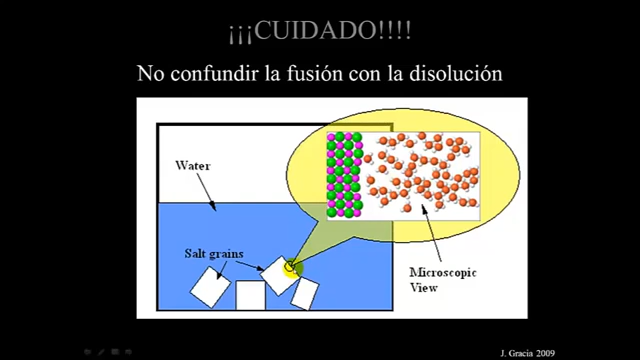 ¡¡¡CUIDADO!!!!
No confundir la fusión con la disolución
Water
Salt grains
Microscopic
View
J. Gracia 2009